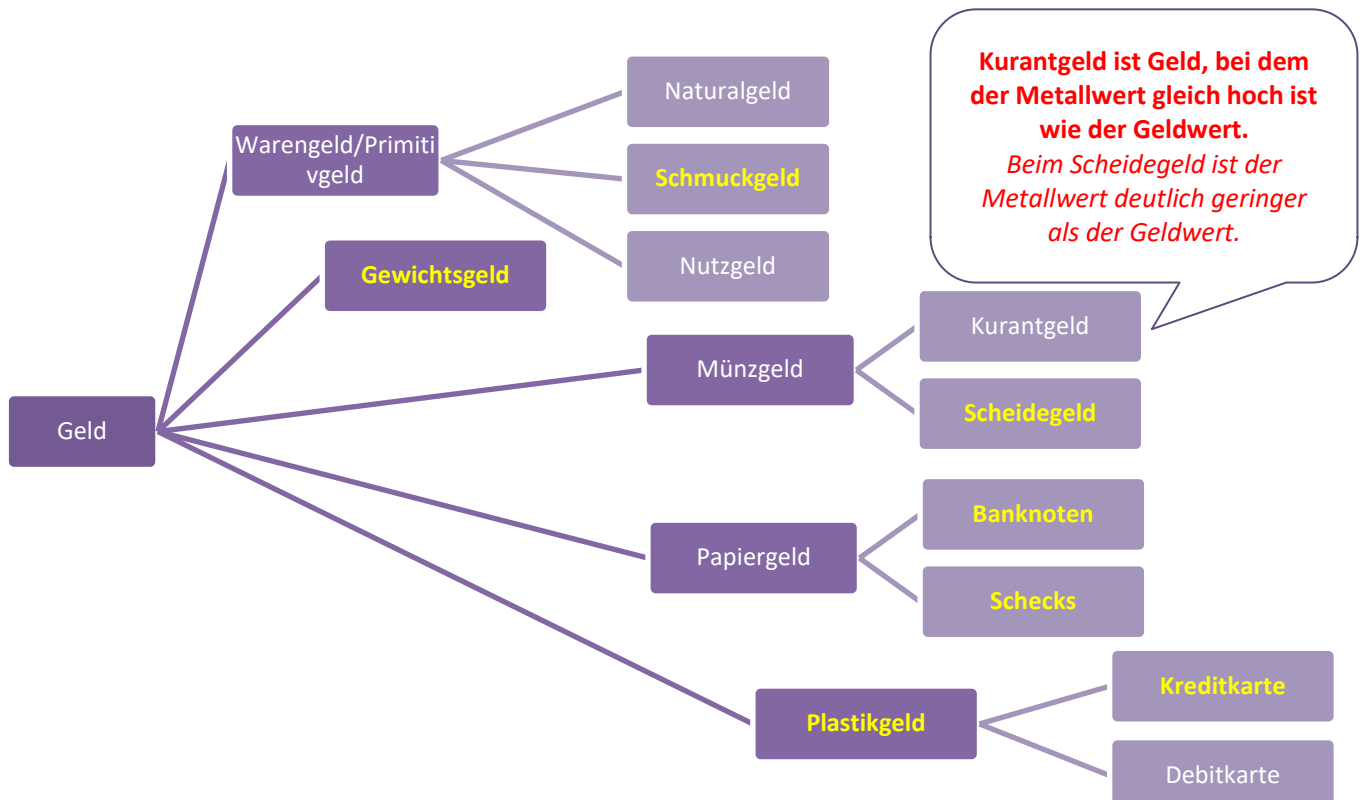 Kurantgeld ist Geld, bei dem
der Metallwert gleich hoch ist
wie der Geldwert.
Beim Scheidegeld ist der
Metallwert deutlich geringer
als der Geldwert.
Geld
Warengeld/Primiti
vgeld
Naturalgeld
Schmuckgeld
Nutzgeld
Gewichtsgeld
Münzgeld
Kurantgeld
Scheidegeld
Papiergeld
Banknoten
Schecks
Plastikgeld
Kreditkarte
Debitkarte